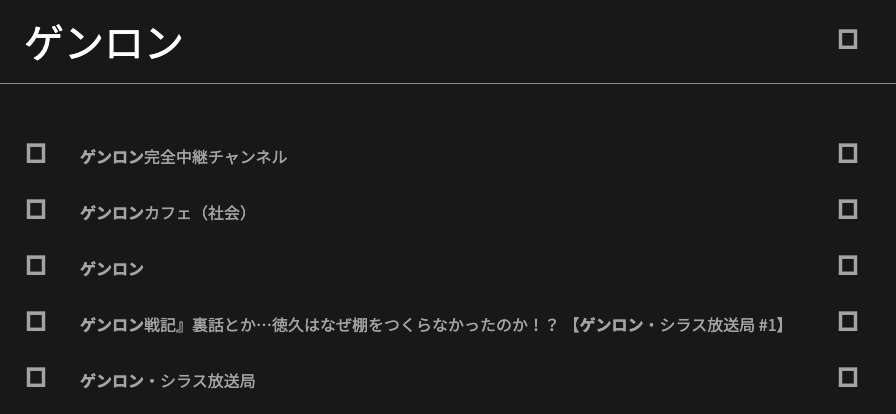 ゲンロン
ゲンロン完全中継チャンネル
ゲンロンカフェ（社会）
ゲンロン
ゲンロン戦記』裏話とか…徳久はなぜ棚をつくらなかったのか！？ 【ゲンロン・シラス放送局 #1】
ゲンロン・シラス放送局